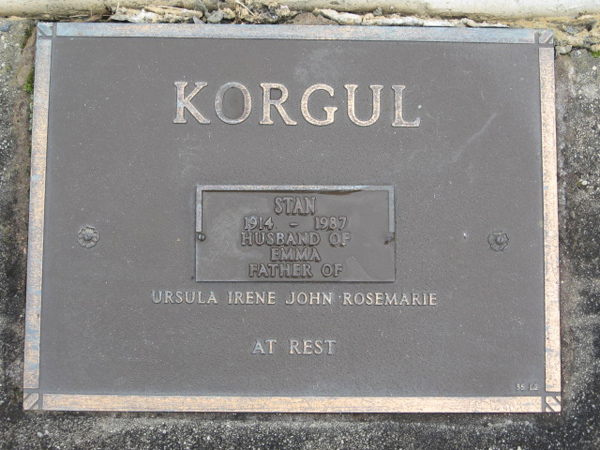 KORGUL
STAN
1914 - 1987
HUSBAND OF
EMMA
FATHER OF
URSULA IRENE JOHN ROSEMARIE
AT REST